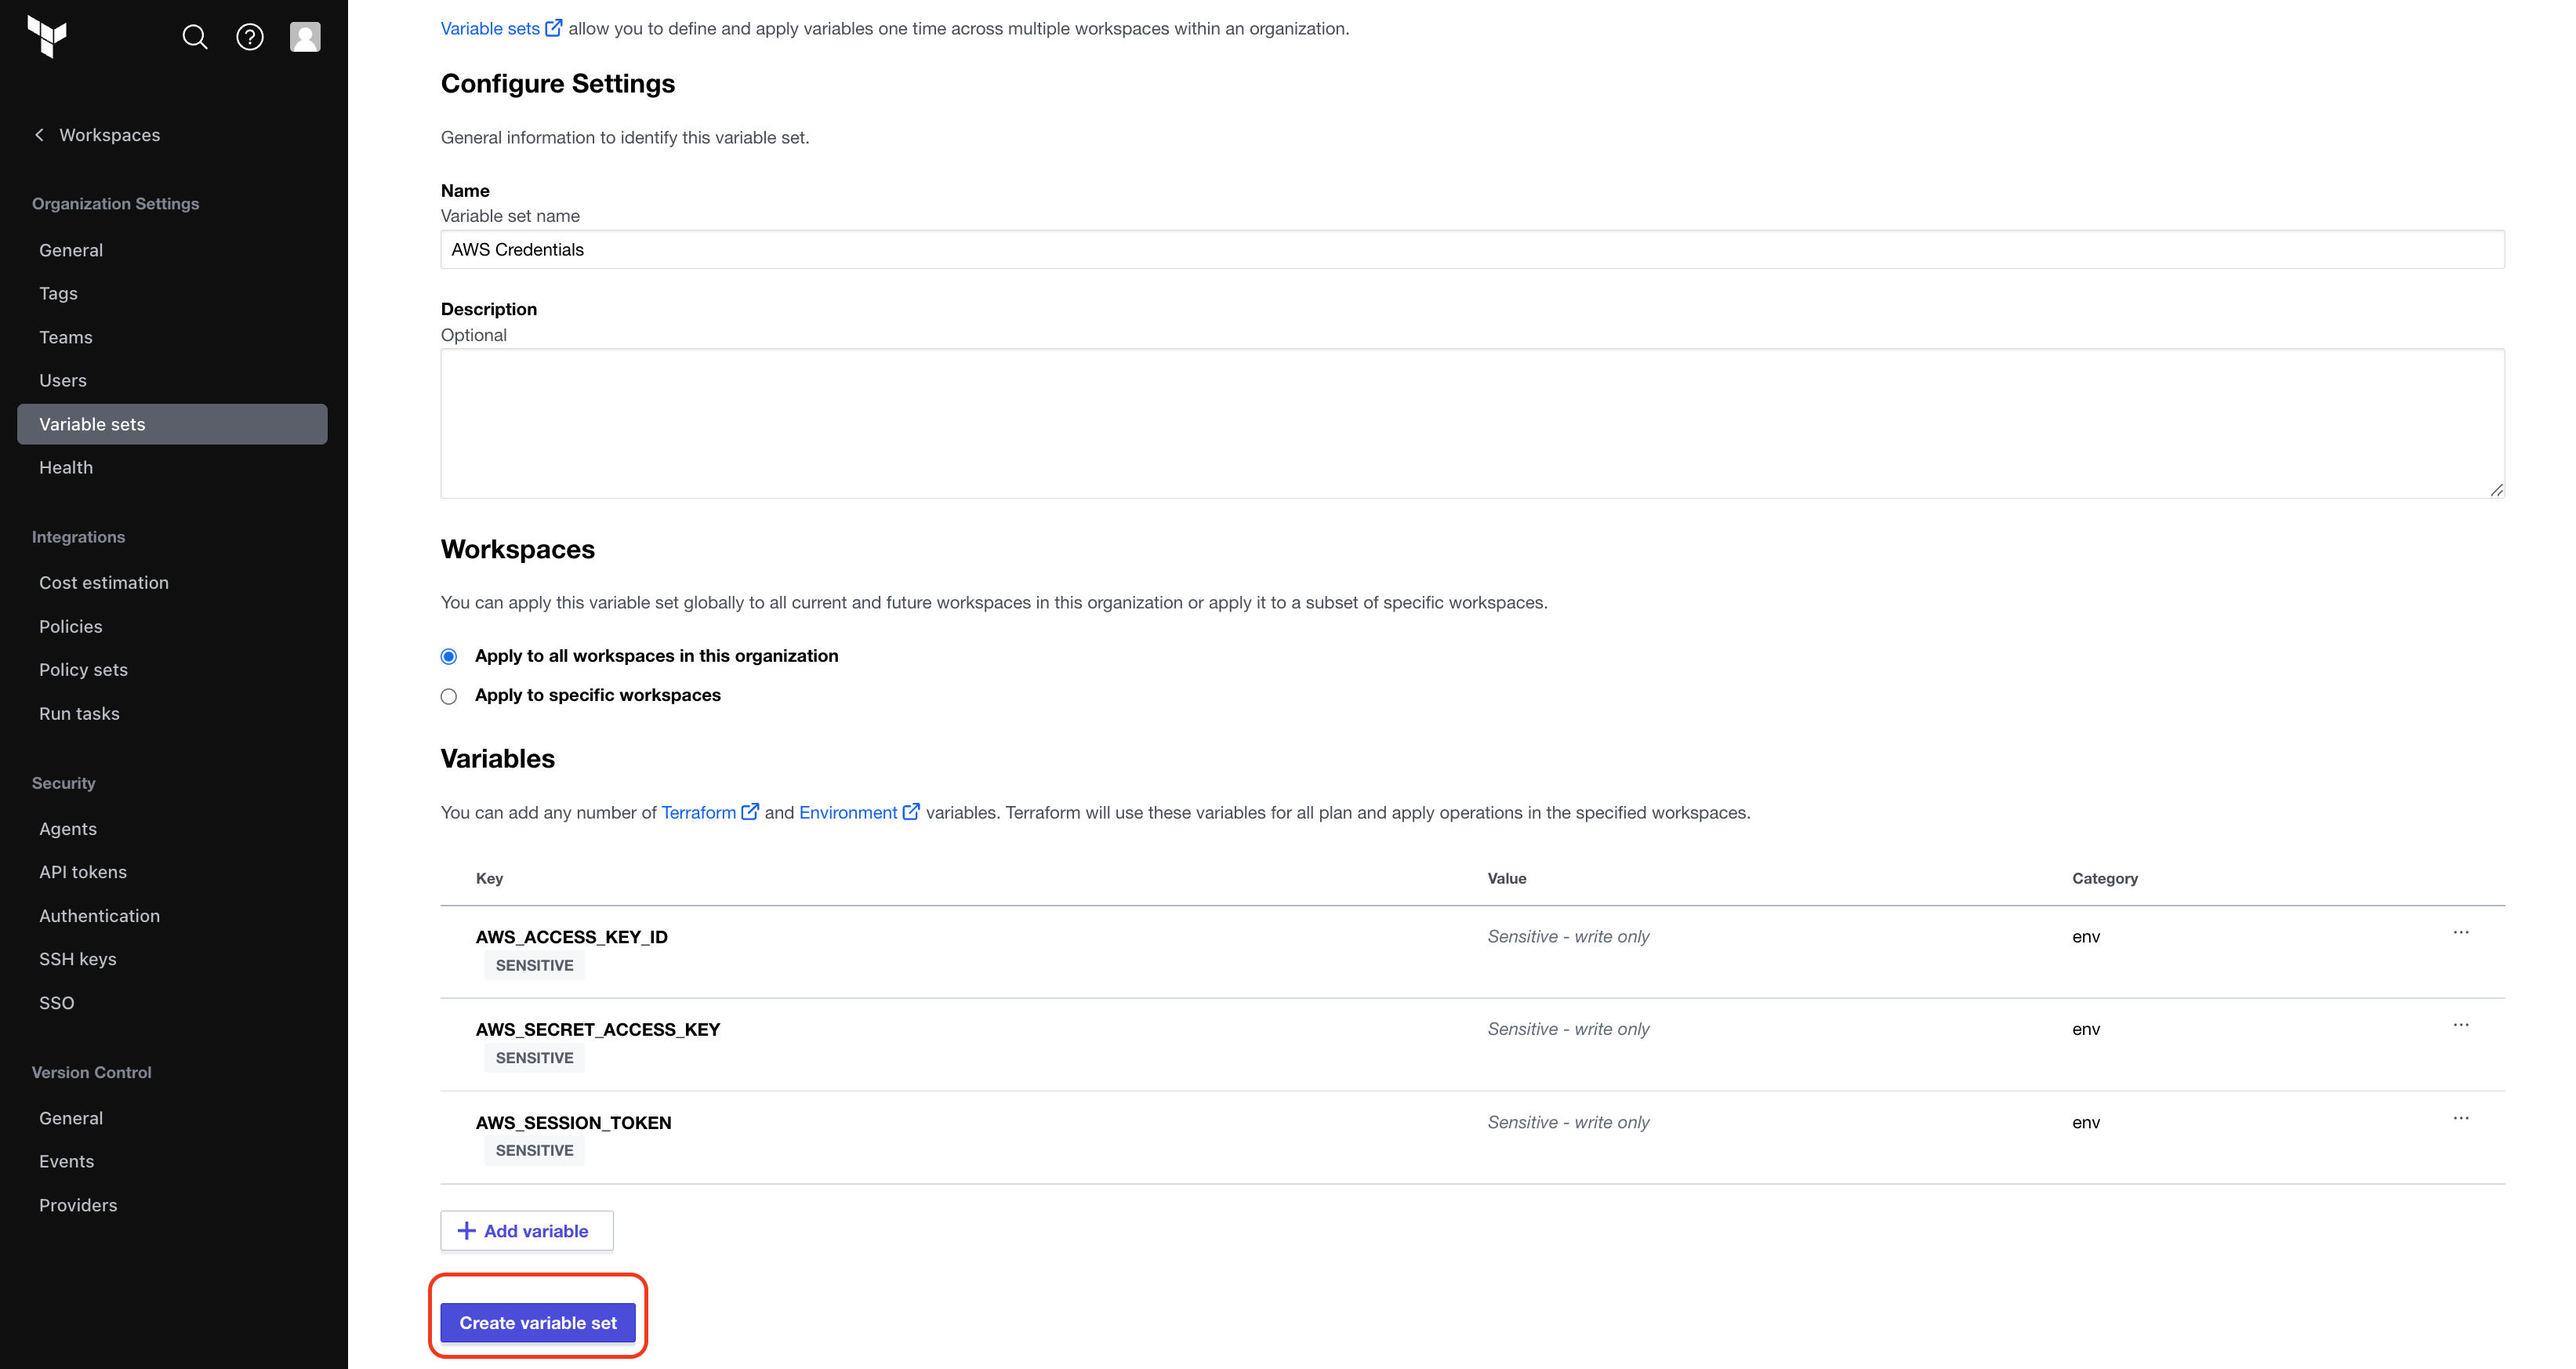 Workspaces
Organization Settings
General
Tags
Teams
Users
Variable sets
Health
Integrations
Cost estimation
Policies
Policy sets
Run tasks
Security
Agents
API tokens
Authentication
SSH keys
SSO
Version Control
General
Events
Providers
Variable sets allow you to define and apply variables one time across multiple workspaces within an organization.
Configure Settings
General information to identify this variable set.
Name
Variable set name
AWS Credentials
Description
Optional
Workspaces
You can apply this variable set globally to all current and future workspaces in this organization or apply it to a subset of specific workspaces.
Apply to all workspaces in this organization
Apply to specific workspaces
Variables
You can add any number of Terraform and Environment variables. Terraform will use these variables for all plan and apply operations in the specified workspaces.
Key Value Category
AWS_ACCESS_KEY_ID Sensitive - write only env ...
SENSITIVE
AWS_SECRET_ACCESS_KEY Sensitive - write only env ...
SENSITIVE
AWS_SESSION_TOKEN Sensitive - write only env ...
SENSITIVE
+ Add variable
Create variable set